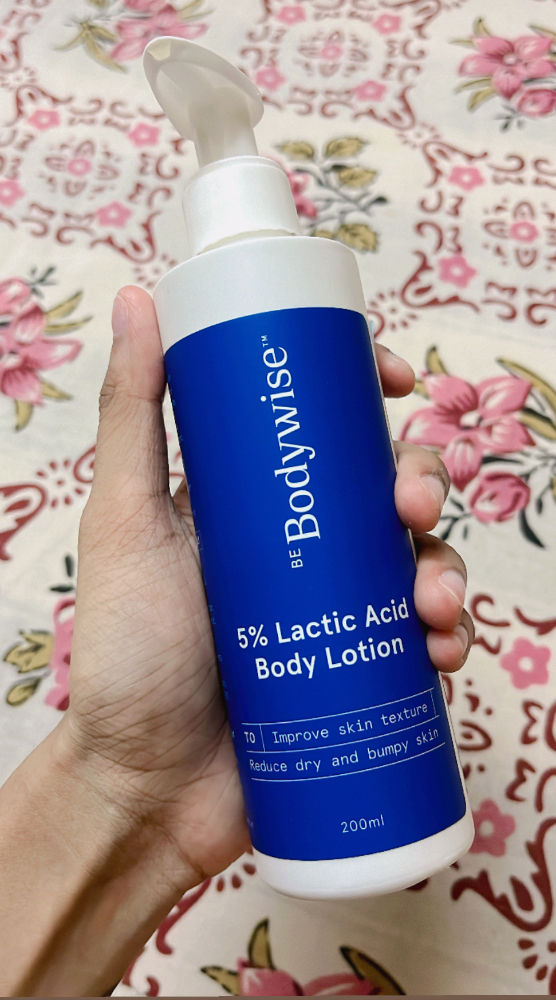 BE Bodywise™
5% Lactic Acid
Body Lotion
TO Improve skin texture
Reduce dry and bumpy skin
200ml